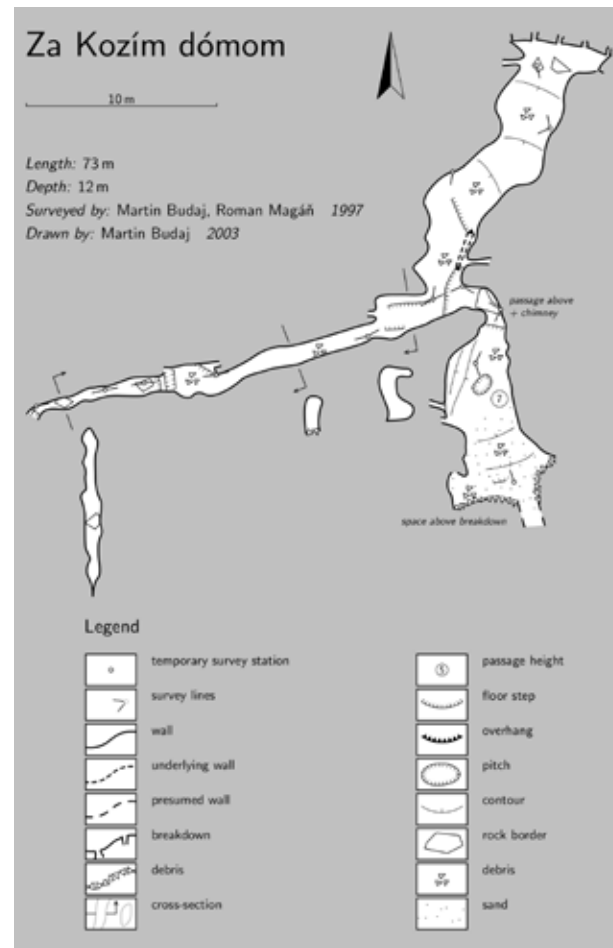 Za Kozím dómom
10 m
Length: 73 m
Depth: 12 m
Surveyed by: Martin Budaj, Roman Magáň 1997
Drawn by: Martin Budaj 2003
passage above
+ chimney
7
space above breakdown
Legend
temporary survey station
survey lines
wall
underlying wall
presumed wall
breakdown
debris
cross-section
5
passage height
floor step
overhang
pitch
contour
rock border
debris
sand